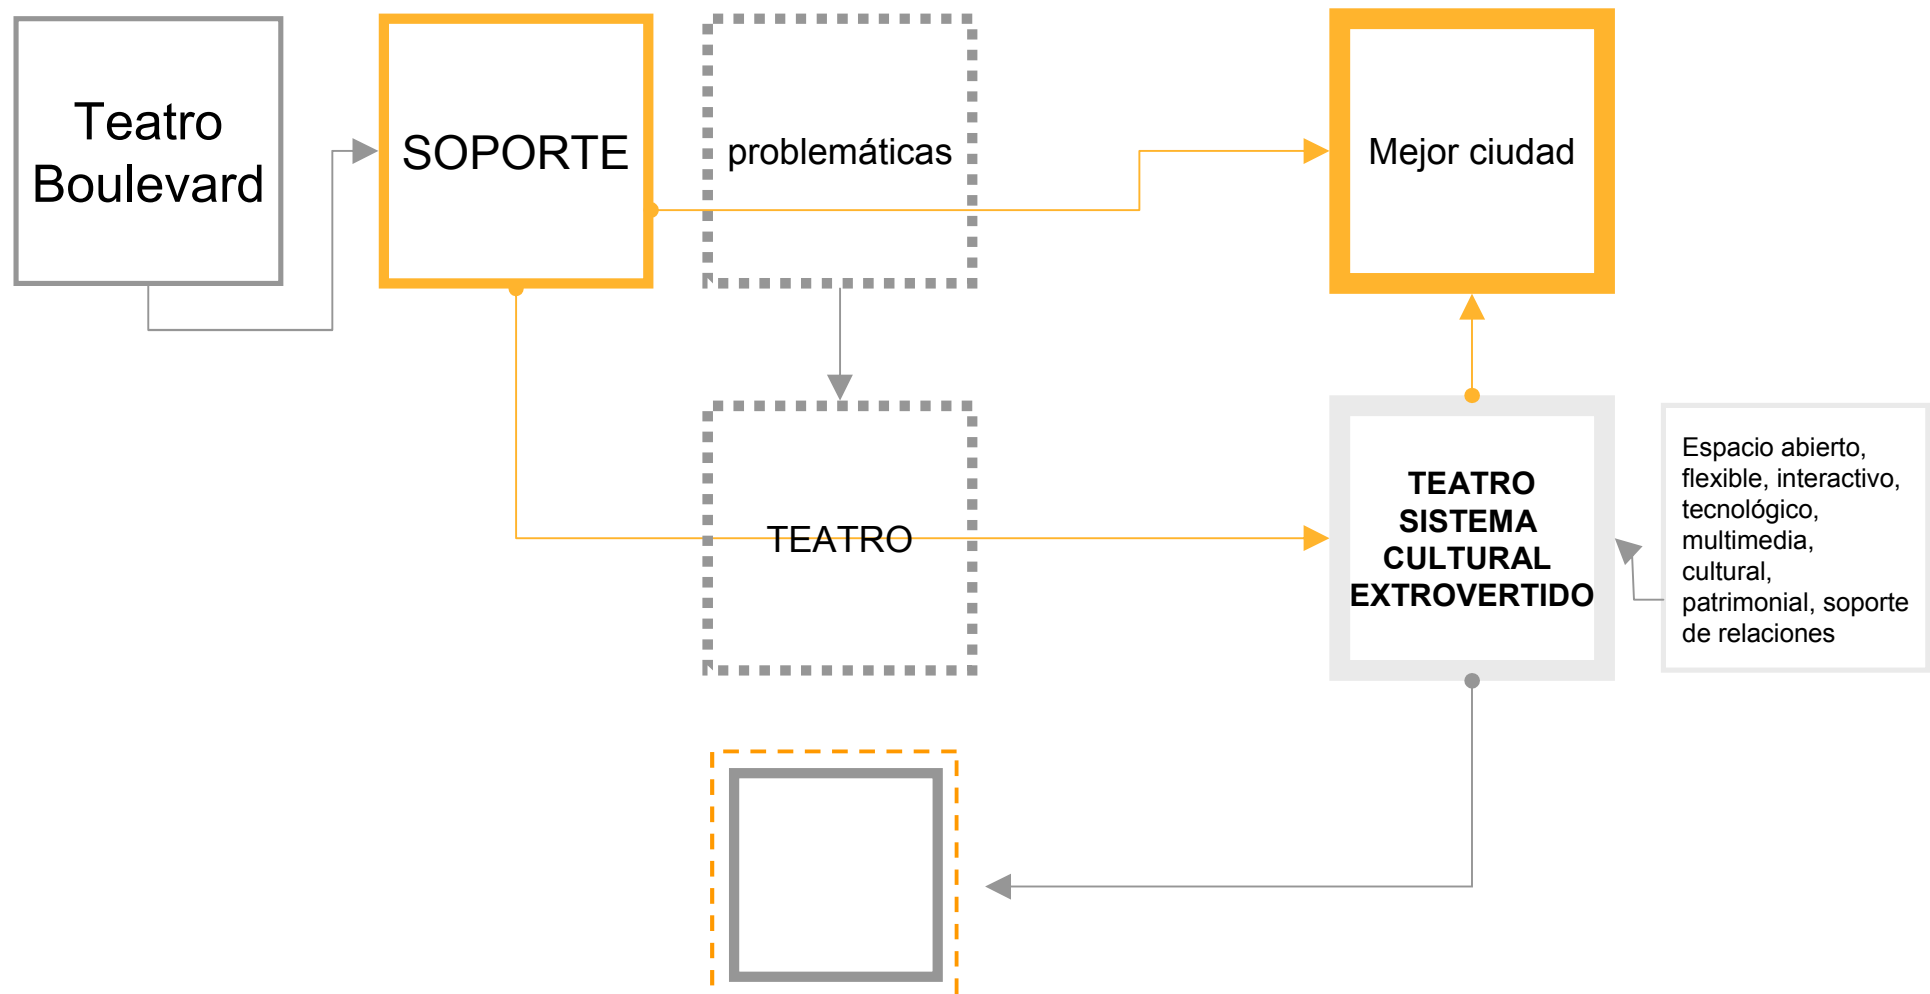 Teatro
Boulevard
SOPORTE
problemáticas
Mejor ciudad
TEATRO
TEATRO
SISTEMA
CULTURAL
EXTROVERTIDO
Espacio abierto,
flexible, interactivo,
tecnológico,
multimedia,
cultural,
patrimonial, soporte
de relaciones